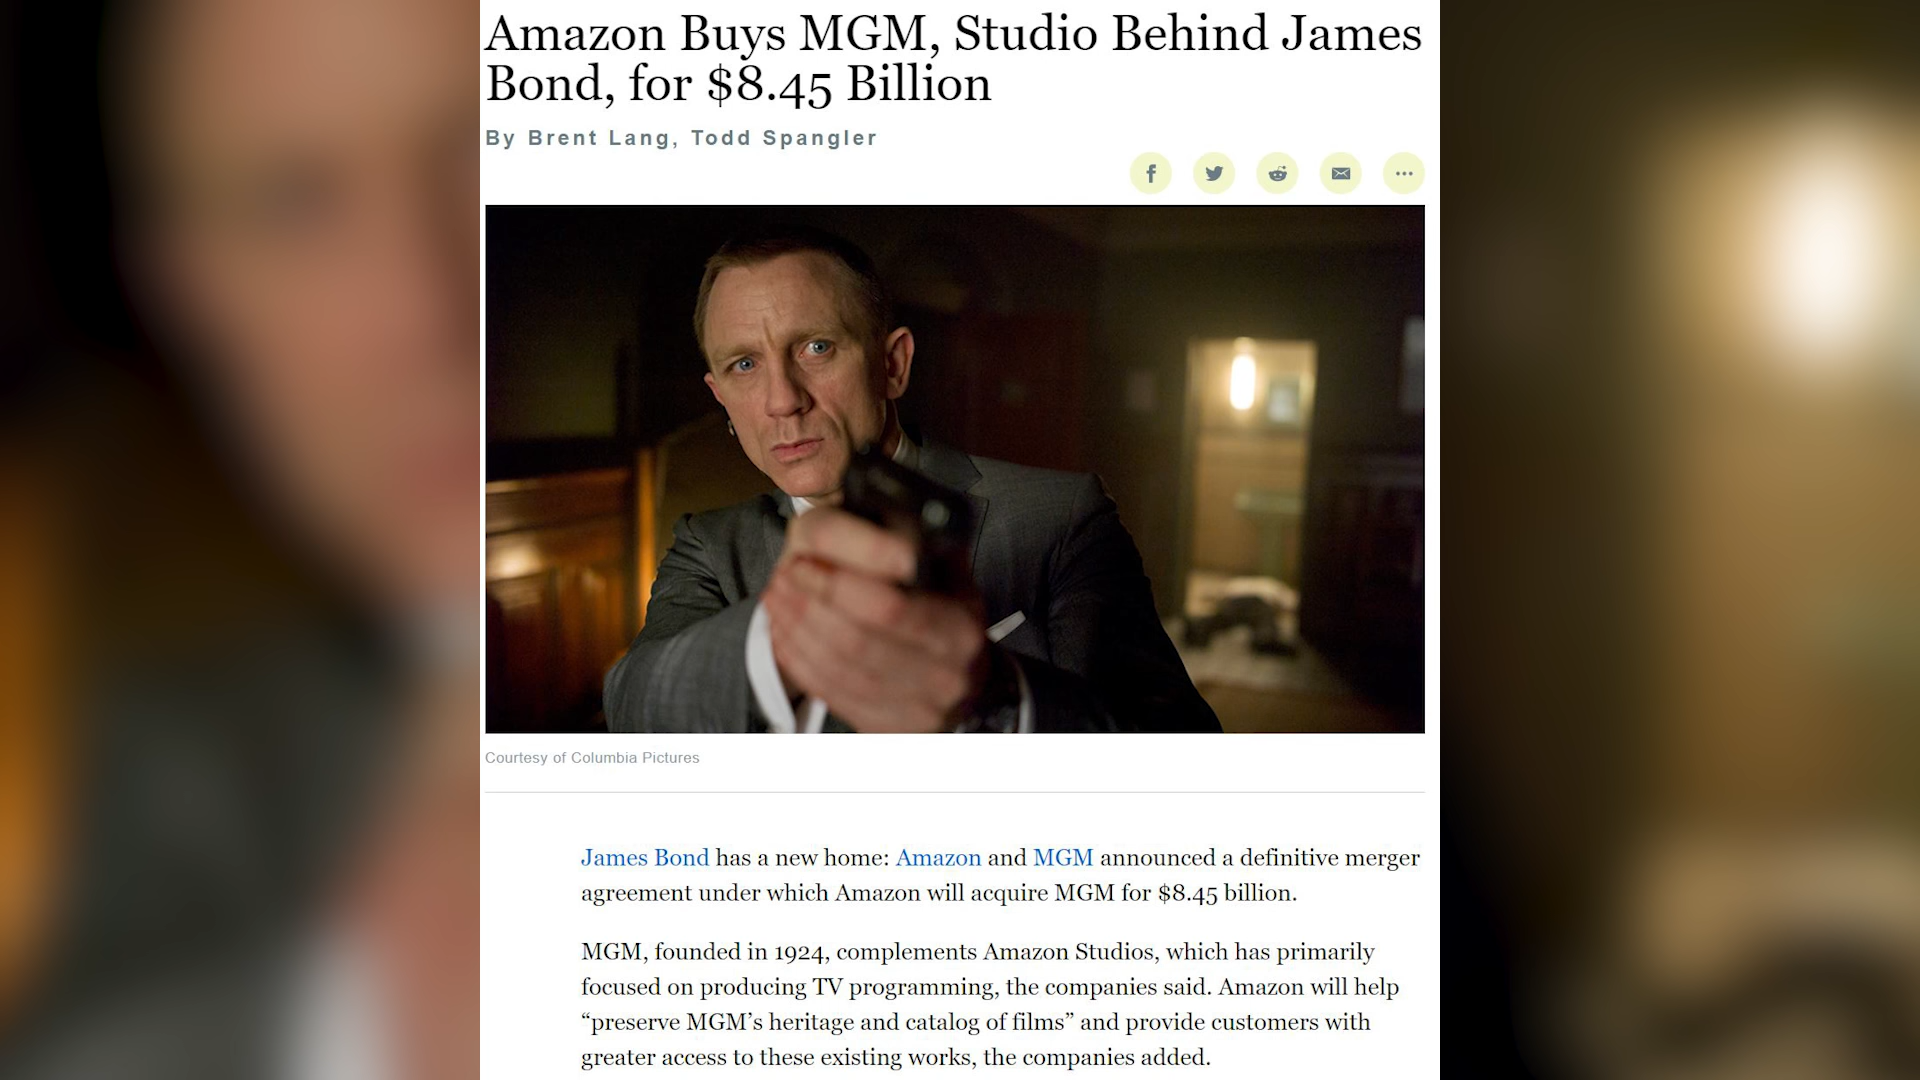 Amazon Buys MGM, Studio Behind James
Bond, for $8.45 Billion
By Brent Lang, Todd Spangler
Courtesy of Columbia Pictures
James Bond has a new home: Amazon and MGM announced a definitive merger
agreement under which Amazon will acquire MGM for $8.45 billion.
MGM, founded in 1924, complements Amazon Studios, which has primarily
focused on producing TV programming, the companies said. Amazon will help
“preserve MGM’s heritage and catalog of films” and provide customers with
greater access to these existing works, the companies added.